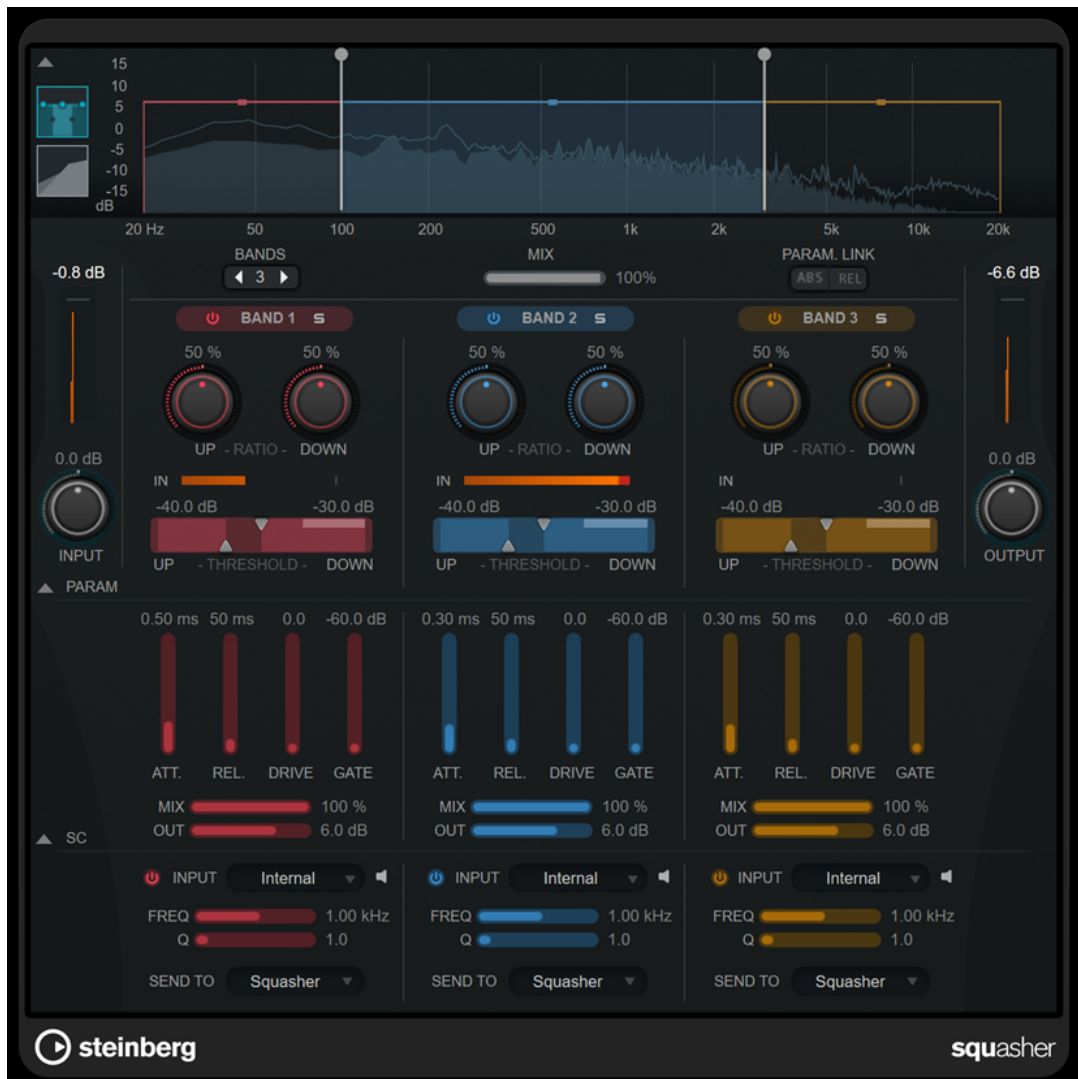 15
10
5
0
-5
-10
-15
dB
20 Hz 50 100 200 500 1k 2k 5k 10k 20k
BANDS MIX PARAM. LINK
-0.8 dB 3 100% ABS REL -6.6 dB
BAND 1 S BAND 2 S BAND 3 S
50 % 50 % 50 % 50 % 50 % 50 %
UP - RATIO - DOWN UP - RATIO - DOWN UP - RATIO - DOWN
0.0 dB 0.0 dB
IN IN IN
-40.0 dB -30.0 dB -40.0 dB -30.0 dB -40.0 dB -30.0 dB
INPUT OUTPUT
UP - THRESHOLD - DOWN UP - THRESHOLD - DOWN UP - THRESHOLD - DOWN
PARAM
0.50 ms 50 ms 0.0 -60.0 dB 0.30 ms 50 ms 0.0 -60.0 dB 0.30 ms 50 ms 0.0 -60.0 dB
ATT. REL. DRIVE GATE ATT. REL. DRIVE GATE ATT. REL. DRIVE GATE
MIX 100 % MIX 100 % MIX 100 %
OUT 6.0 dB OUT 6.0 dB OUT 6.0 dB
SC
INPUT Internal INPUT Internal INPUT Internal
FREQ 1.00 kHz FREQ 1.00 kHz FREQ 1.00 kHz
Q 1.0 Q 1.0 Q 1.0
SEND TO Squasher SEND TO Squasher SEND TO Squasher
steinberg squasher